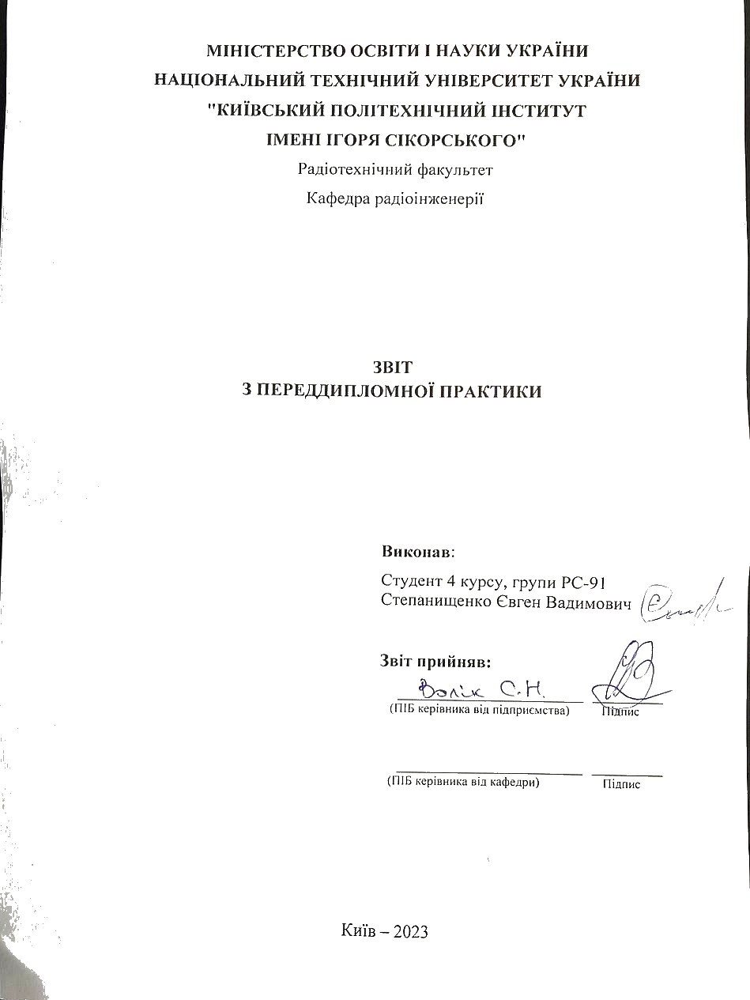 МІНІСТЕРСТВО ОСВІТИ І НАУКИ УКРАЇНИ
НАЦІОНАЛЬНИЙ ТЕХНІЧНИЙ УНІВЕРСИТЕТ УКРАЇНИ
"КИЇВСЬКИЙ ПОЛІТЕХНІЧНИЙ ІНСТИТУТ
ІМЕНІ ІГОРЯ СІКОРСЬКОГО"
Радіотехнічний факультет
Кафедра радіоінженерії
ЗВІТ
З ПЕРЕДДИПЛОМНОЇ ПРАКТИКИ
Виконав:
Студент 4 курсу, групи РС-91
Степанищенко Євген Вадимович
Звіт прийняв:
Волік С.Н.
(ПІБ керівника від підприємства) Підпис
(ПІБ керівника від кафедри) Підпис
Київ – 2023